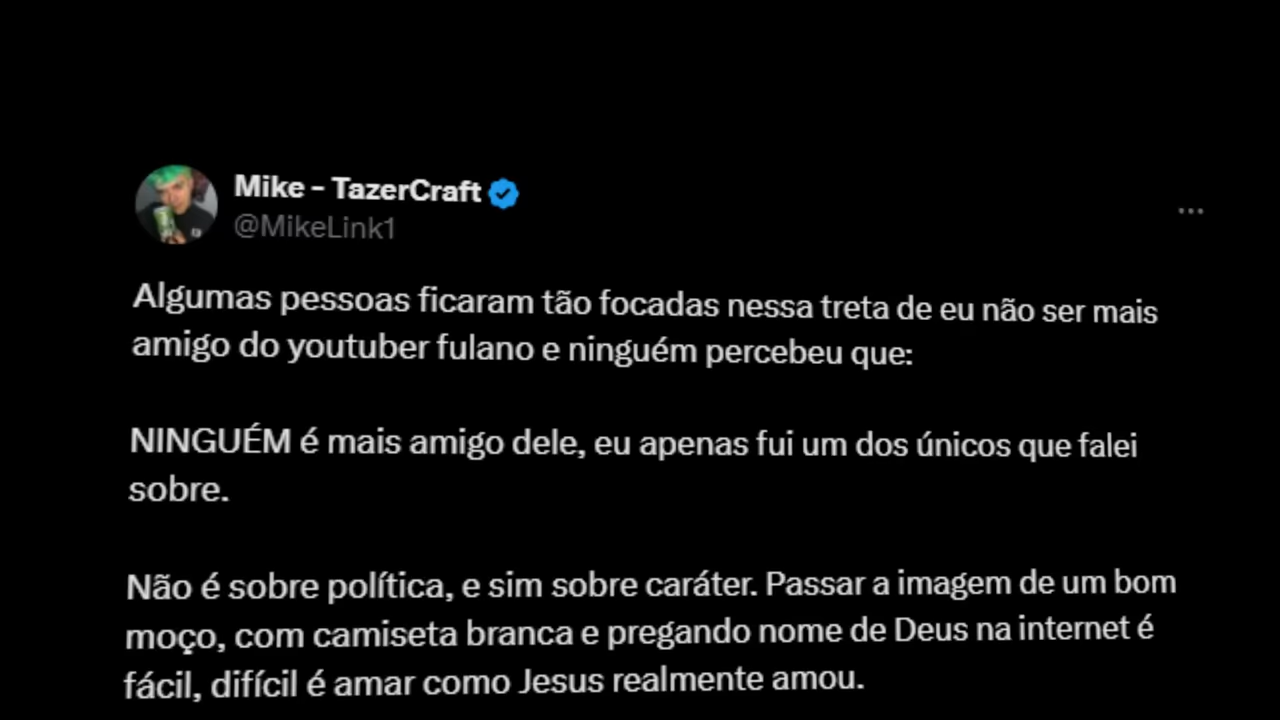 Mike - TazerCraft
@MikeLink1
Algumas pessoas ficaram tão focadas nessa treta de eu não ser mais
amigo do youtuber fulano e ninguém percebeu que:
NINGUÉM é mais amigo dele, eu apenas fui um dos únicos que falei
sobre.
Não é sobre política, e sim sobre caráter. Passar a imagem de um bom
moço, com camiseta branca e pregando nome de Deus na internet é
fácil, difícil é amar como Jesus realmente amou.